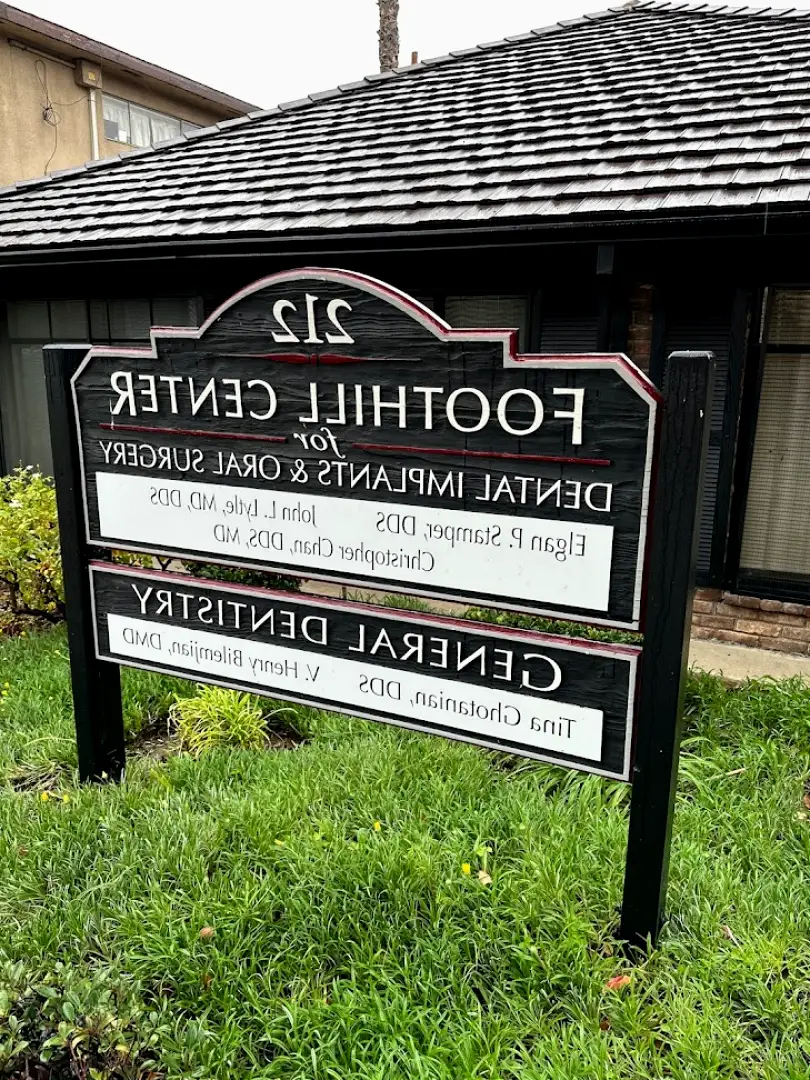 212
FOOTHILL CENTER
for
DENTAL IMPLANTS & ORAL SURGERY
Elgan P. Stamper, DDS John L. Lytle, MD, DDS
Christopher Chan, DDS, MD
GENERAL DENTISTRY
Tina Ghotanian, DDS V. Henry Bilemjian, DMD